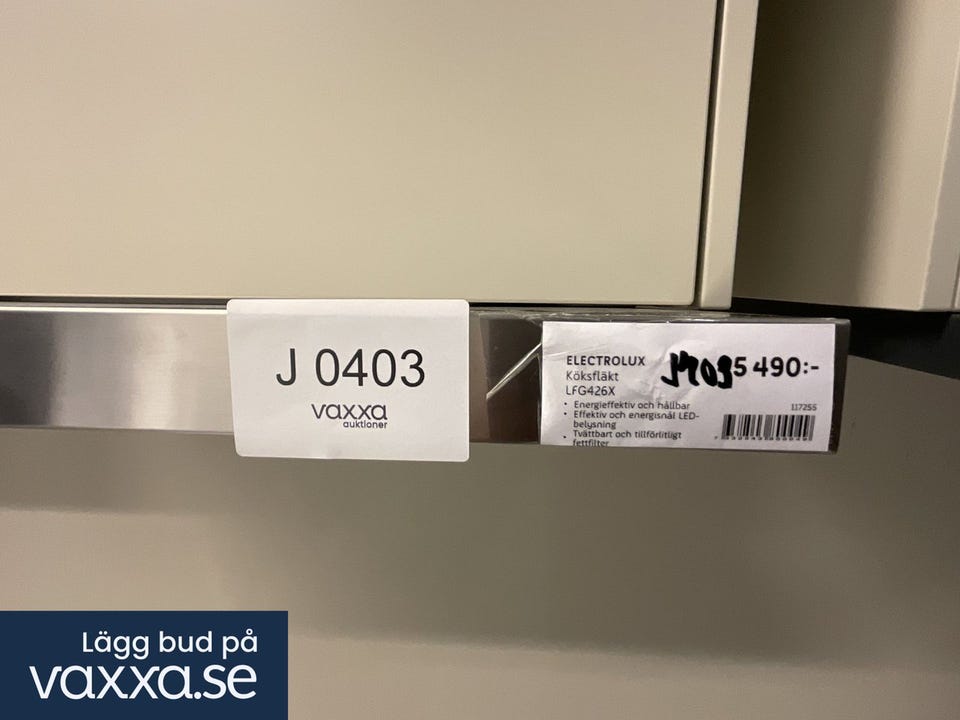 J 0403
vaxxa
auktioner
ELECTROLUX
Köksfläkt
LFG426X
J403 5 490:-
• Energieffektiv och hållbar
• Effektiv och energisnål LED-
belysning
• Tvättbart och tillförlitligt
fettfilter
117255
Lägg bud på
vaxxa.se